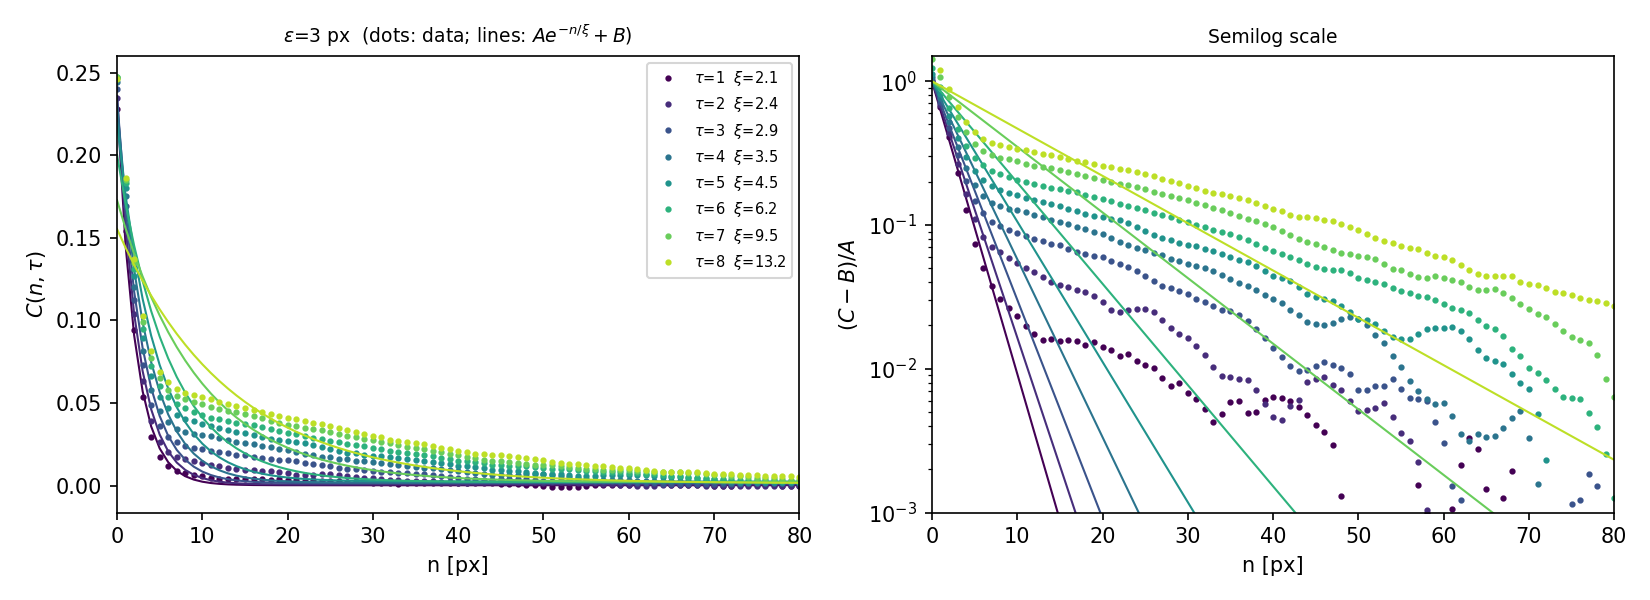 ε=3 px (dots: data; lines: Ae^{-n/ξ} + B)
C(n, τ)
0.25
0.20
0.15
0.10
0.05
0.00
τ=1 ξ=2.1
τ=2 ξ=2.4
τ=3 ξ=2.9
τ=4 ξ=3.5
τ=5 ξ=4.5
τ=6 ξ=6.2
τ=7 ξ=9.5
τ=8 ξ=13.2
0 10 20 30 40 50 60 70 80
n [px]
Semilog scale
(C − B)/A
10⁰
10⁻¹
10⁻²
10⁻³
0 10 20 30 40 50 60 70 80
n [px]